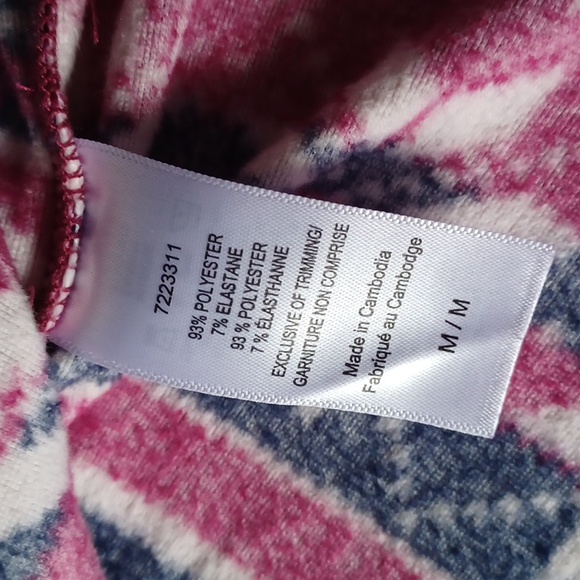 7223311
93% POLYESTER
7% ELASTANE
93 % POLYESTER
7 % ÉLASTHANNE
EXCLUSIVE OF TRIMMING/
GARNITURE NON COMPRISE
Made in Cambodia
Fabriqué au Cambodge
M / M